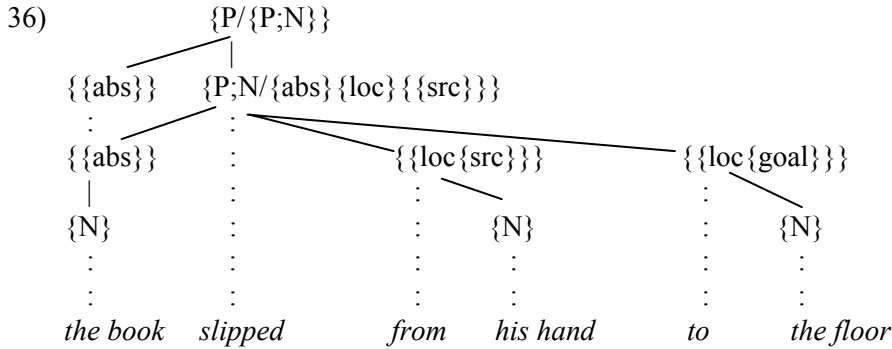 36) {P/{P;N}}
{{abs}} {P;N/{abs}{loc}{{src}}}
{{abs}} {{loc{src}}} {{loc{goal}}}
{N} {N} {N}
the book slipped from his hand to the floor